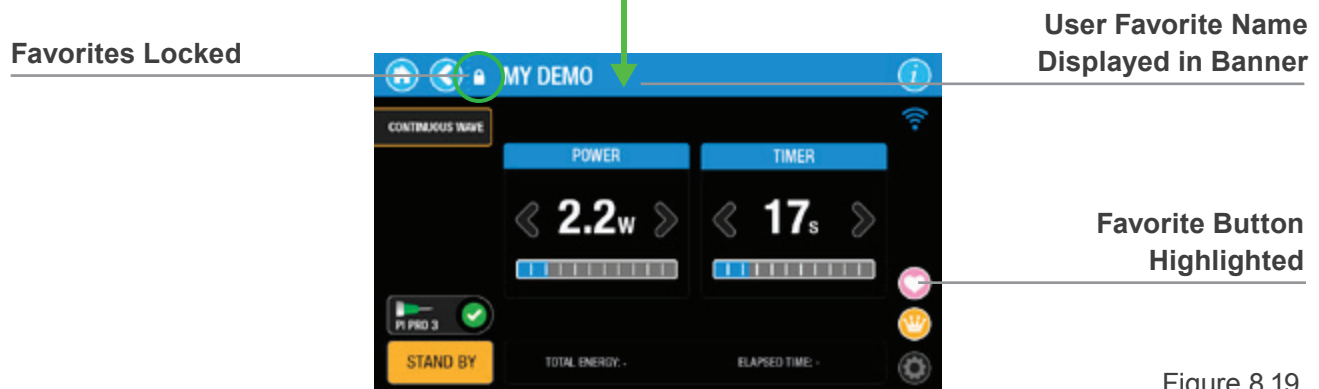 Favorites Locked
User Favorite Name
Displayed in Banner
MY DEMO
i
CONTINUOUS WAVE
POWER
TIMER
2.2W
17s
Favorite Button
Highlighted
PI PRO 3
STAND BY
TOTAL ENERGY: -
ELAPSED TIME: -
Figure 8.19